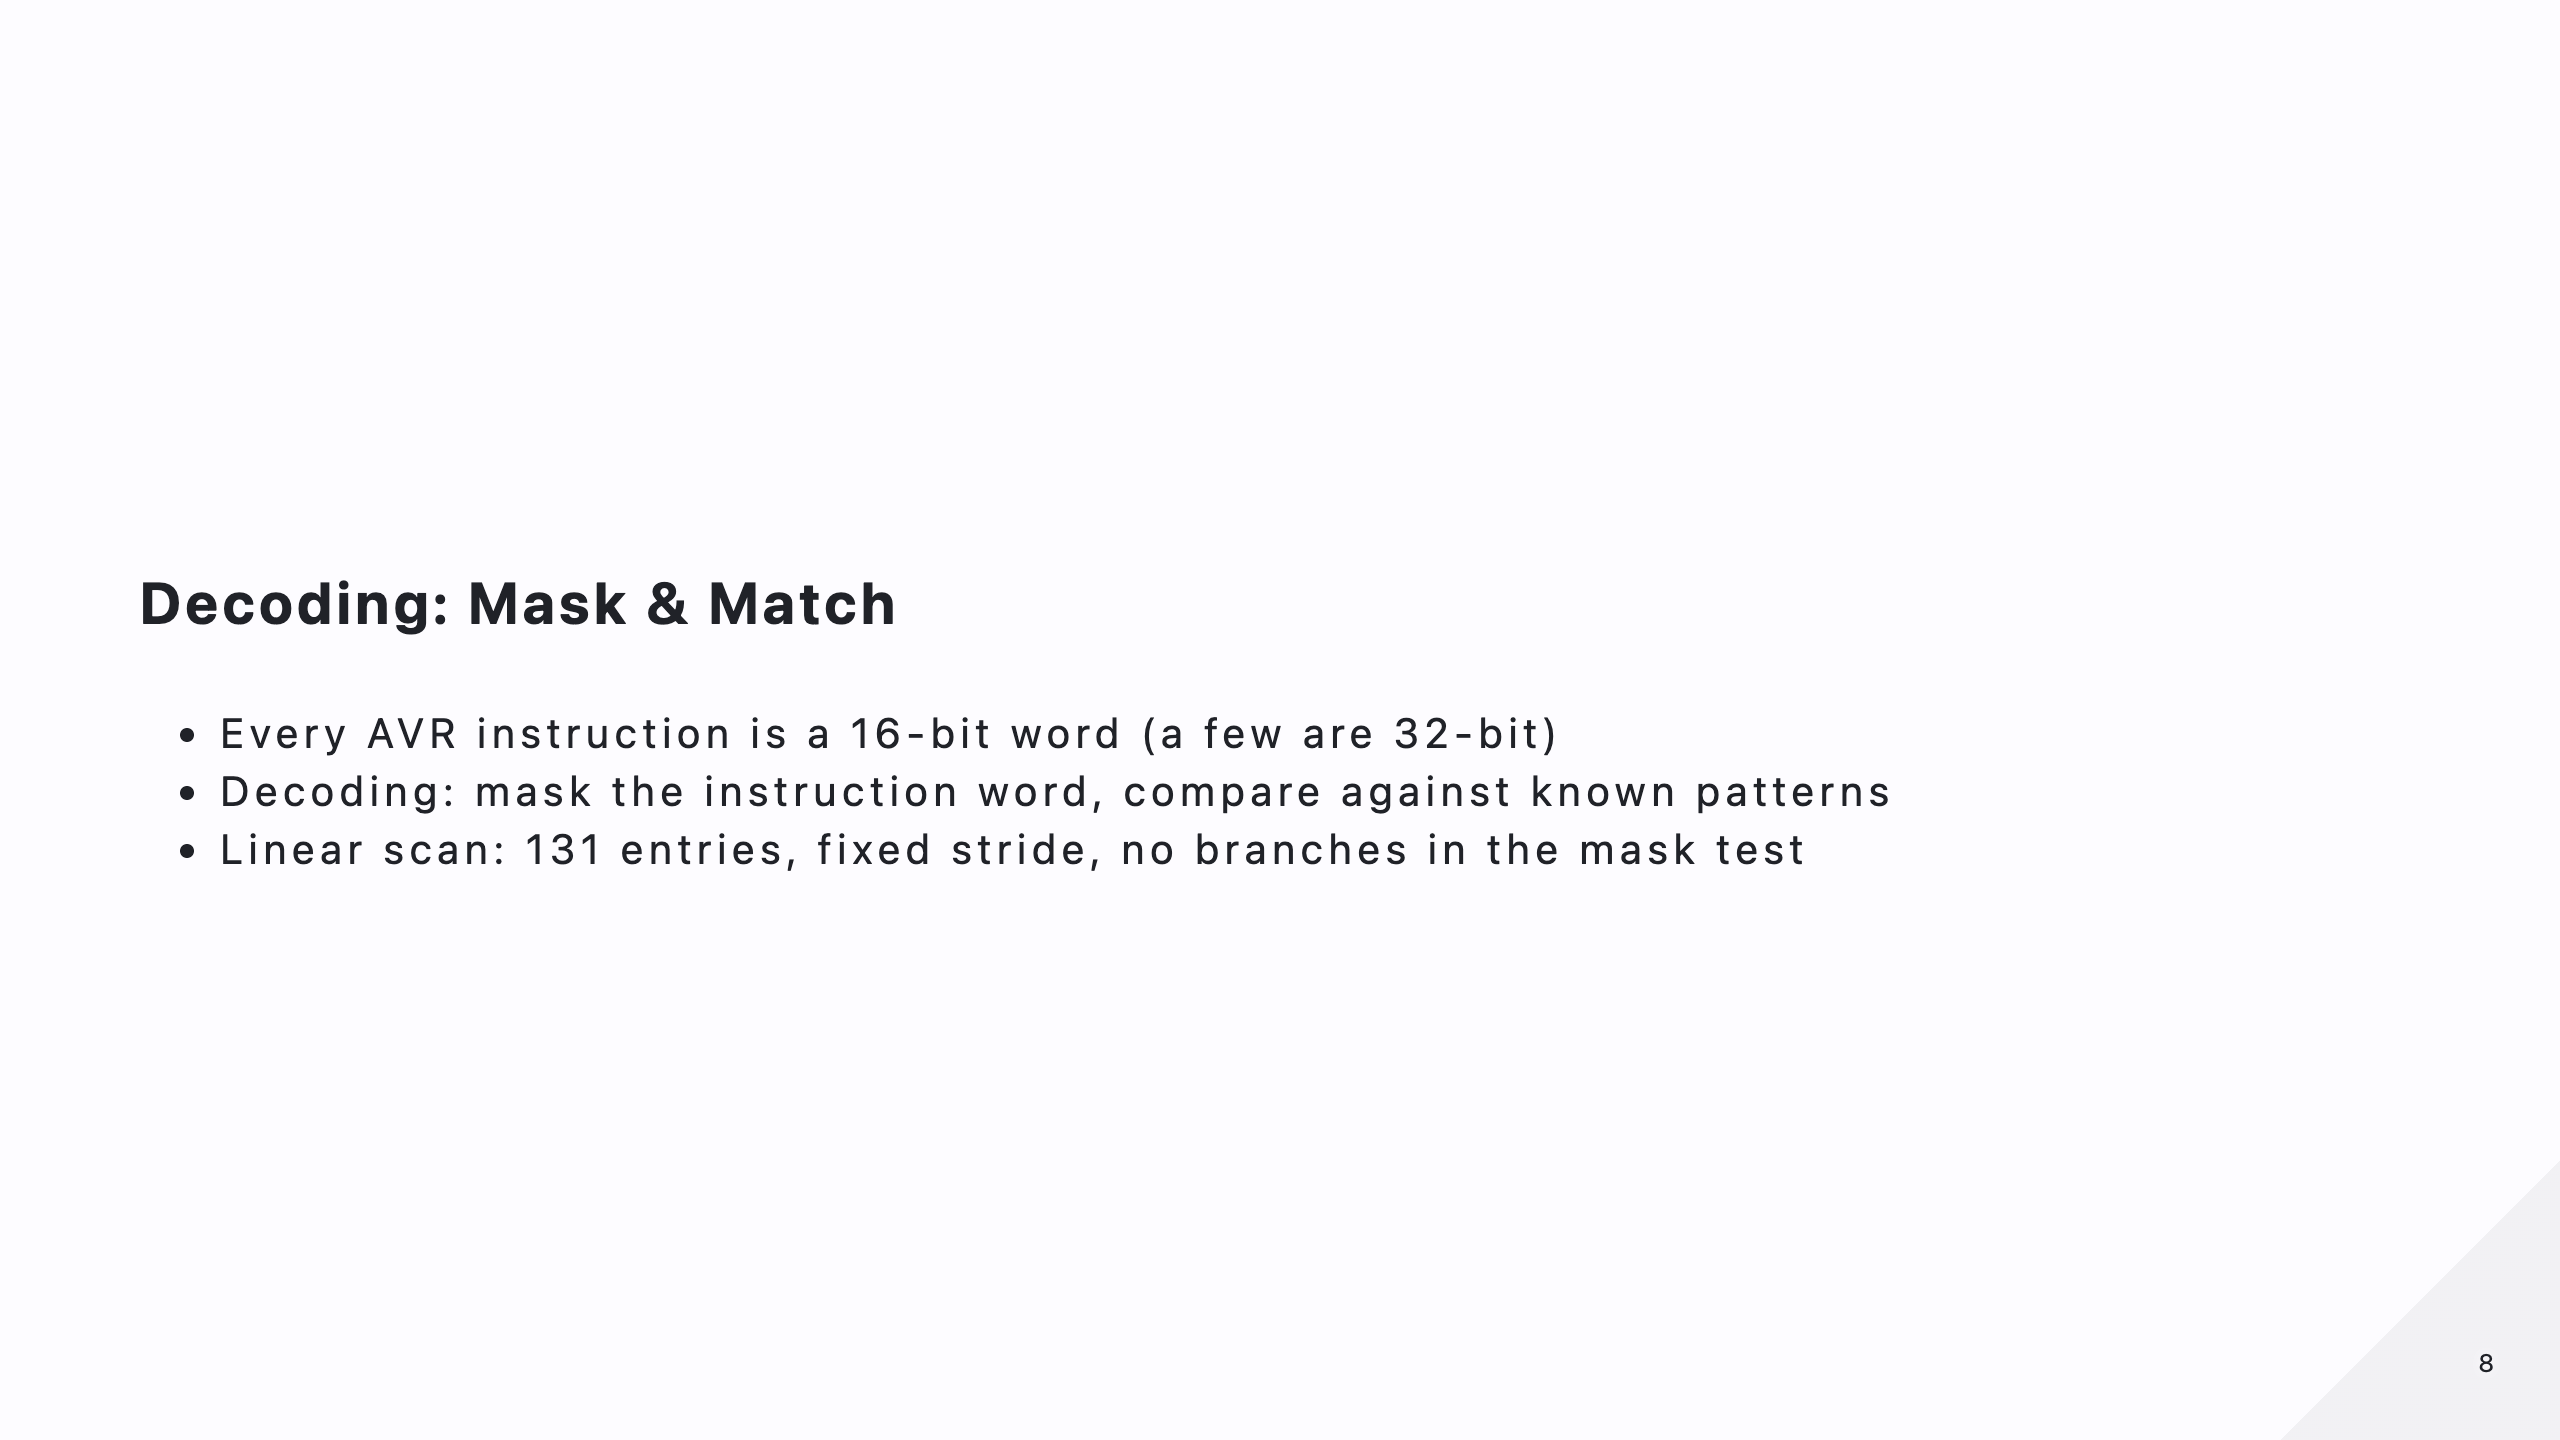 Decoding: Mask & Match
• Every AVR instruction is a 16-bit word (a few are 32-bit)
• Decoding: mask the instruction word, compare against known patterns
• Linear scan: 131 entries, fixed stride, no branches in the mask test
8